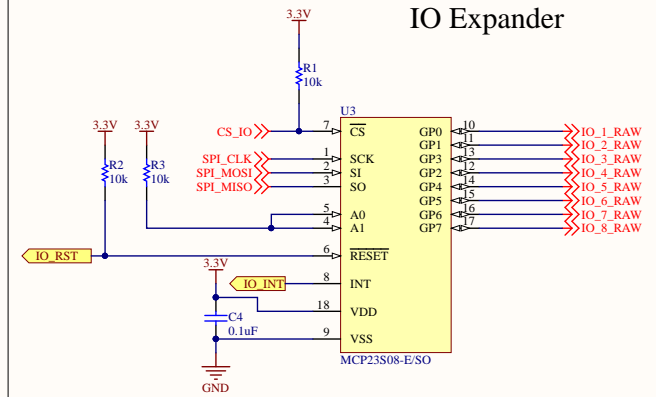 IO Expander
3.3V
R1
10k
U3
3.3V
3.3V
CS_IO 7 CS GP0 10 IO_1_RAW
GP1 11 IO_2_RAW
SPI_CLK 1 SCK GP3 13 IO_3_RAW
R2
10k
R3
10k
SPI_MOSI 2 SI GP2 12 IO_4_RAW
SPI_MISO 3 SO GP4 14 IO_5_RAW
GP5 15 IO_6_RAW
5 A0 GP6 16 IO_7_RAW
4 A1 GP7 17 IO_8_RAW
IO_RST 6 RESET
3.3V
IO_INT 8 INT
C4
0.1uF
18 VDD
9 VSS
MCP23S08-E/SO
GND